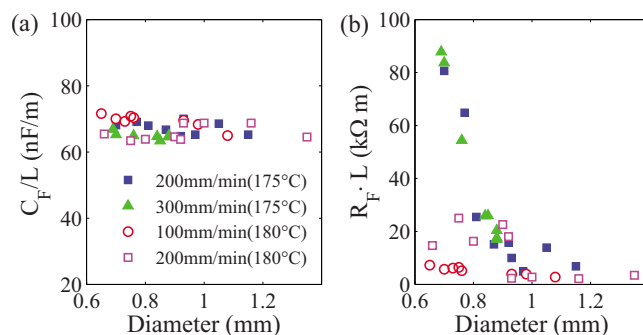 (a)
100
80
60
40
20
C_F/L (nF/m)
200mm/min(175°C)
300mm/min(175°C)
100mm/min(180°C)
200mm/min(180°C)
0.6 0.8 1 1.2
Diameter (mm)
(b)
100
80
60
40
20
0
R_F· L (kΩ m)
0.6 0.8 1 1.2
Diameter (mm)